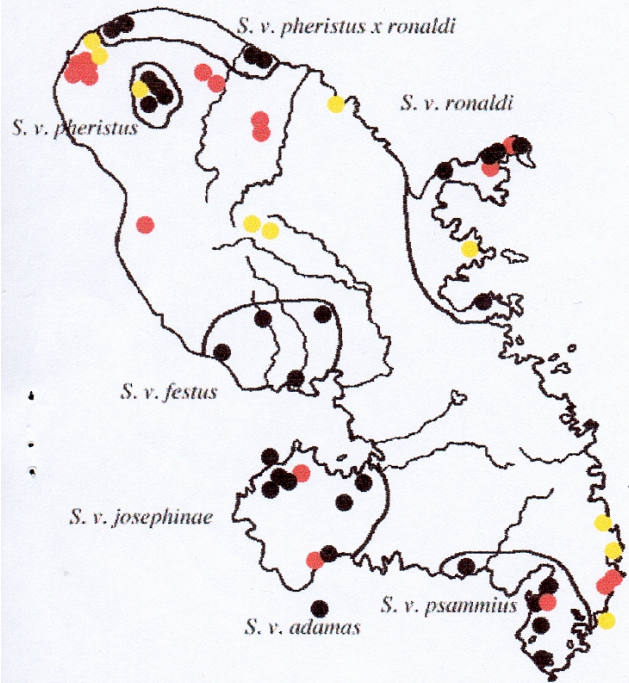 S. v. pheristus x ronaldi
S. v. ronaldi
S. v. pheristus
S. v. festus
S. v. josephinae
S. v. psammius
S. v. adamas